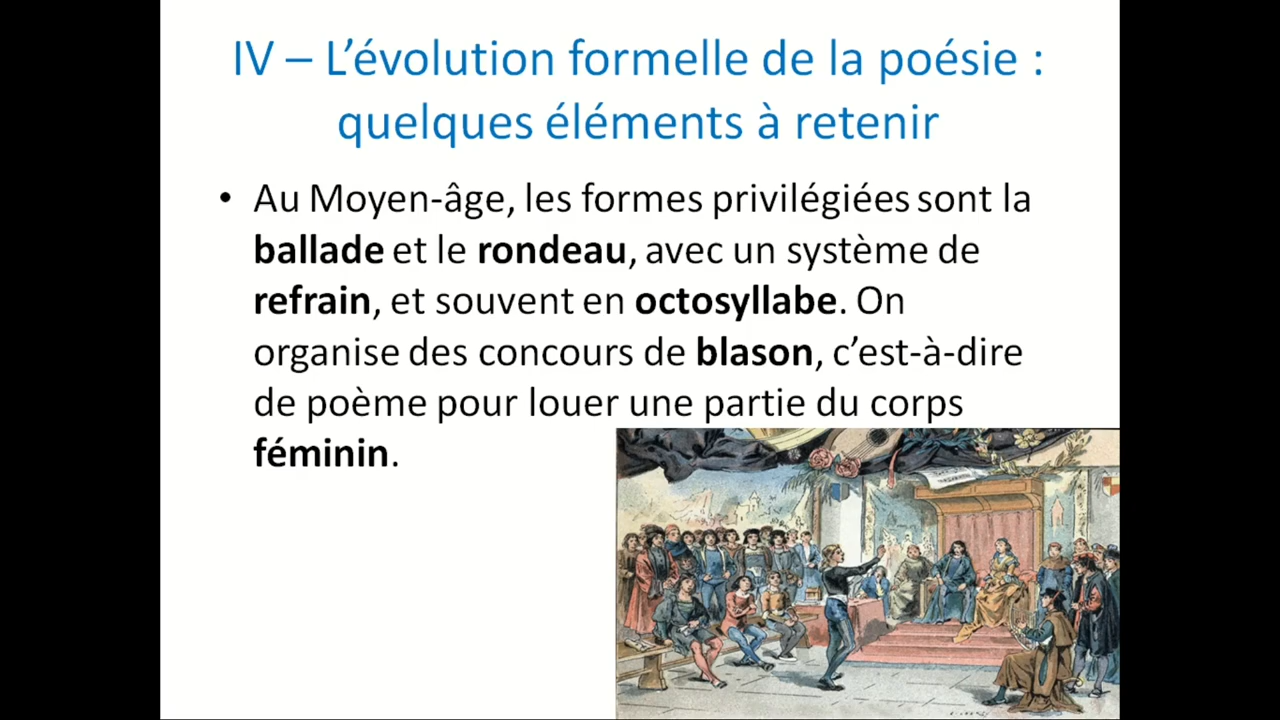 IV – L’évolution formelle de la poésie :
quelques éléments à retenir
• Au Moyen-âge, les formes privilégiées sont la
ballade et le rondeau, avec un système de
refrain, et souvent en octosyllabe. On
organise des concours de blason, c’est-à-dire
de poème pour louer une partie du corps
féminin.